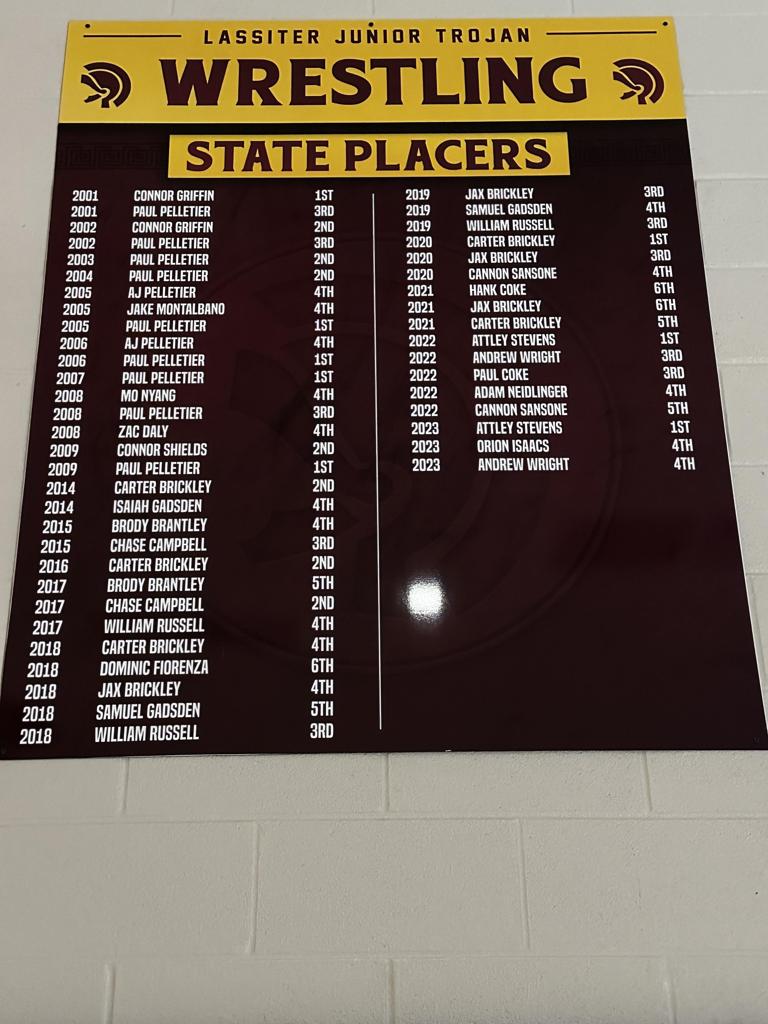 LASSITER JUNIOR TROJAN
WRESTLING
STATE PLACERS
2001 CONNOR GRIFFIN 1ST
2001 PAUL PELLETIER 3RD
2002 CONNOR GRIFFIN 2ND
2002 PAUL PELLETIER 3RD
2003 PAUL PELLETIER 2ND
2004 PAUL PELLETIER 2ND
2005 AJ PELLETIER 4TH
2005 JAKE MONTALBANO 4TH
2005 PAUL PELLETIER 1ST
2006 AJ PELLETIER 4TH
2006 PAUL PELLETIER 1ST
2007 PAUL PELLETIER 1ST
2008 MO NYANG 4TH
2008 PAUL PELLETIER 3RD
2008 ZAC DALY 4TH
2009 CONNOR SHIELDS 2ND
2009 PAUL PELLETIER 1ST
2014 CARTER BRICKLEY 2ND
2014 ISAIAH GADSDEN 4TH
2015 BRODY BRANTLEY 4TH
2015 CHASE CAMPBELL 3RD
2016 CARTER BRICKLEY 2ND
2017 BRODY BRANTLEY 5TH
2017 CHASE CAMPBELL 2ND
2017 WILLIAM RUSSELL 4TH
2018 CARTER BRICKLEY 4TH
2018 DOMINIC FIORENZA 6TH
2018 JAX BRICKLEY 4TH
2018 SAMUEL GADSDEN 5TH
2018 WILLIAM RUSSELL 3RD
2019 JAX BRICKLEY 3RD
2019 SAMUEL GADSDEN 4TH
2019 WILLIAM RUSSELL 3RD
2020 CARTER BRICKLEY 1ST
2020 JAX BRICKLEY 3RD
2020 CANNON SANSONE 4TH
2021 HANK COKE 6TH
2021 JAX BRICKLEY 6TH
2021 CARTER BRICKLEY 5TH
2022 ATTLEY STEVENS 1ST
2022 ANDREW WRIGHT 3RD
2022 PAUL COKE 3RD
2022 ADAM NEIDLINGER 4TH
2022 CANNON SANSONE 5TH
2023 ATTLEY STEVENS 1ST
2023 ORION ISAACS 4TH
2023 ANDREW WRIGHT 4TH